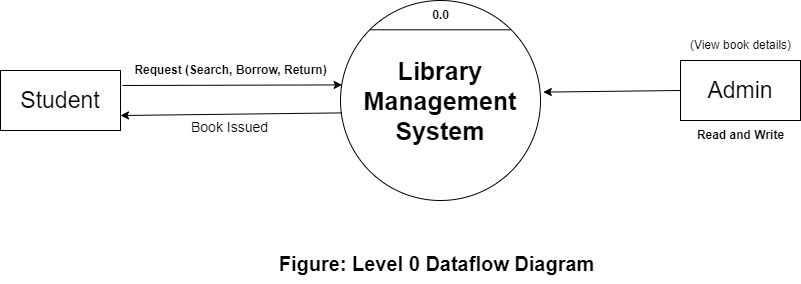 0.0
(View book details)
Request (Search, Borrow, Return)
Library
Management
System
Student
Admin
Book Issued
Read and Write
Figure: Level 0 Dataflow Diagram